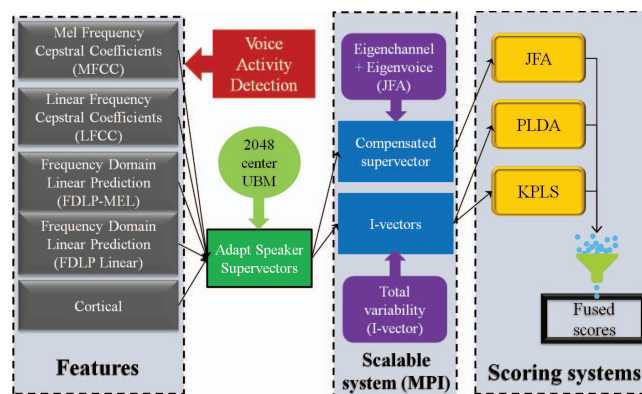 Mel Frequency
Cepstral Coefficients
(MFCC)
Linear Frequency
Cepstral Coefficients
(LFCC)
Frequency Domain
Linear Prediction
(FDLP-MEL)
Frequency Domain
Linear Prediction
(FDLP Linear)
Cortical
Features
Voice
Activity
Detection
2048
center
UBM
Adapt Speaker
Supervectors
Eigenchannel
+ Eigenvoice
(JFA)
Compensated
supervector
I-vectors
Total
variability
(I-vector)
Scalable
system (MPI)
JFA
PLDA
KPLS
Fused
scores
Scoring systems